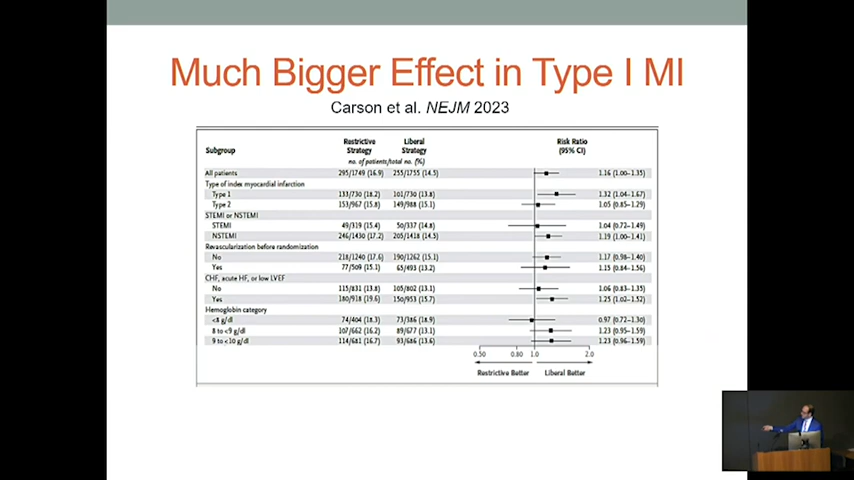 Much Bigger Effect in Type I MI
Carson et al. NEJM 2023
Subgroup Restrictive Strategy Liberal Strategy Risk Ratio (95% CI)
no. of patients/total no. (%)
All patients 295/1749 (16.9) 255/1755 (14.5) 1.16 (1.00–1.35)
Type of index myocardial infarction
Type 1 133/730 (18.2) 101/730 (13.8) 1.32 (1.04–1.67)
Type 2 153/967 (15.8) 149/988 (15.1) 1.05 (0.85–1.29)
STEMI or NSTEMI
STEMI 49/319 (15.4) 50/337 (14.8) 1.04 (0.72–1.49)
NSTEMI 246/1430 (17.2) 205/1418 (14.5) 1.19 (1.00–1.41)
Revascularization before randomization
No 218/1240 (17.6) 190/1262 (15.1) 1.17 (0.98–1.40)
Yes 77/509 (15.1) 65/493 (13.2) 1.15 (0.84–1.56)
CHF, acute HF, or low LVEF
No 115/831 (13.8) 105/802 (13.1) 1.06 (0.83–1.35)
Yes 180/918 (19.6) 150/953 (15.7) 1.25 (1.02–1.52)
Hemoglobin category
<8 g/dl 74/404 (18.3) 73/386 (18.9) 0.97 (0.72–1.30)
8 to <9 g/dl 107/662 (16.2) 89/677 (13.1) 1.23 (0.95–1.59)
9 to <10 g/dl 114/681 (16.7) 93/686 (13.6) 1.23 (0.96–1.59)
0.50 0.80 1.0 2.0
Restrictive Better Liberal Better